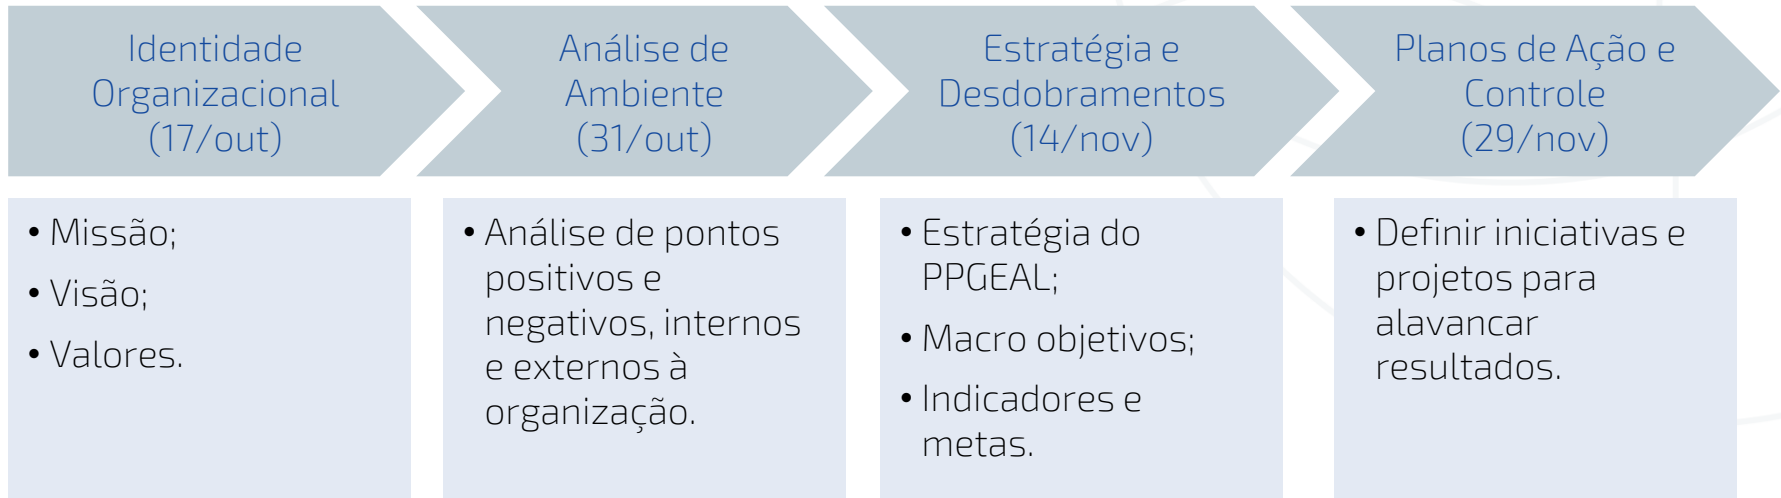 Identidade
Organizacional
(17/out)
Análise de
Ambiente
(31/out)
Estratégia e
Desdobramentos
(14/nov)
Planos de Ação e
Controle
(29/nov)
• Missão;
• Visão;
• Valores.
• Análise de pontos
positivos e
negativos, internos
e externos à
organização.
• Estratégia do
PPGEAL;
• Macro objetivos;
• Indicadores e
metas.
• Definir iniciativas e
projetos para
alavancar
resultados.